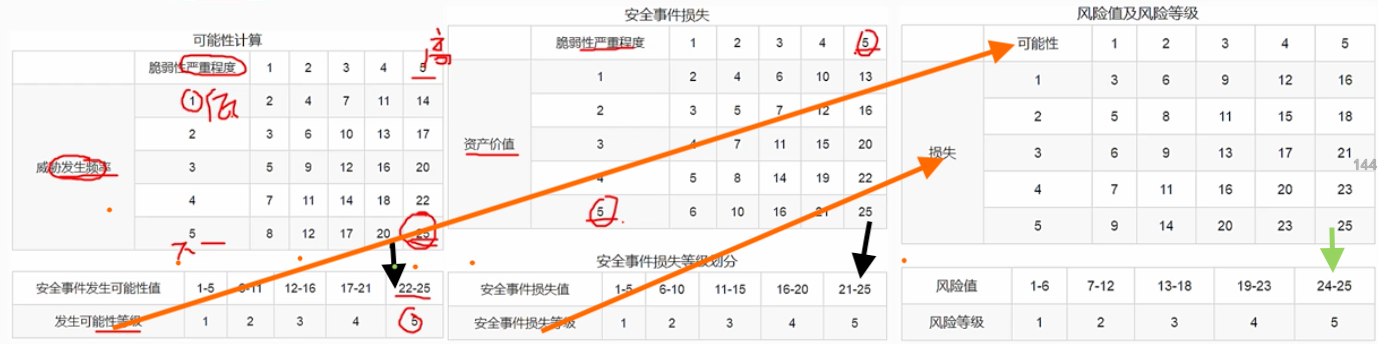 可能性计算
脆弱性严重程度 1 2 3 4 5 高
威胁发生频率
1 低 2 4 7 11 14
2 3 6 10 13 17
3 5 9 12 16 20
4 7 11 14 18 22
5 8 12 17 20 25
安全事件发生可能性值 1-5 6-11 12-16 17-21 22-25
发生可能性等级 1 2 3 4 5
安全事件损失
脆弱性严重程度 1 2 3 4 5
资产价值
1 2 4 6 10 13
2 3 5 7 12 16
3 4 7 11 15 20
4 5 8 14 19 22
5 6 10 16 21 25
安全事件损失等级划分
安全事件损失值 1-5 6-10 11-15 16-20 21-25
安全事件损失等级 1 2 3 4 5
风险值及风险等级
可能性 1 2 3 4 5
损失
1 3 6 9 12 16
2 5 8 11 15 18
3 6 9 13 17 21
4 7 11 16 20 23
5 9 14 20 23 25
144
风险值 1-6 7-12 13-18 19-23 24-25
风险等级 1 2 3 4 5